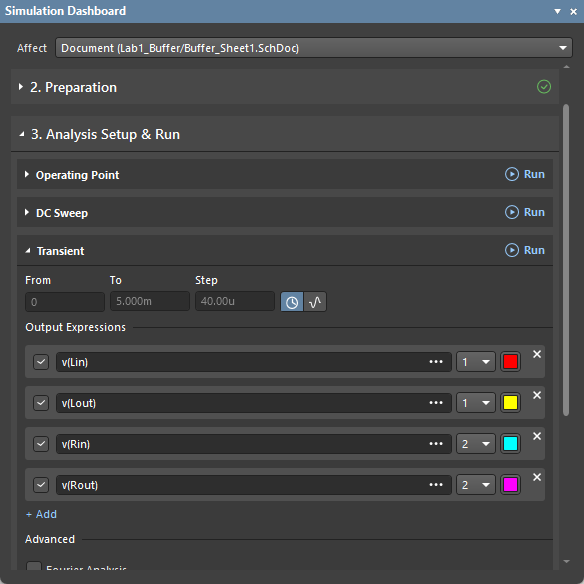 Simulation Dashboard
Affect Document (Lab1_Buffer/Buffer_Sheet1.SchDoc)
2. Preparation
3. Analysis Setup & Run
Operating Point Run
DC Sweep Run
Transient Run
From To Step
0 5.000m 40.00u
Output Expressions
v(Lin) ••• 1
v(Lout) ••• 1
v(Rin) ••• 2
v(Rout) ••• 2
+ Add
Advanced
Fourier Analysis